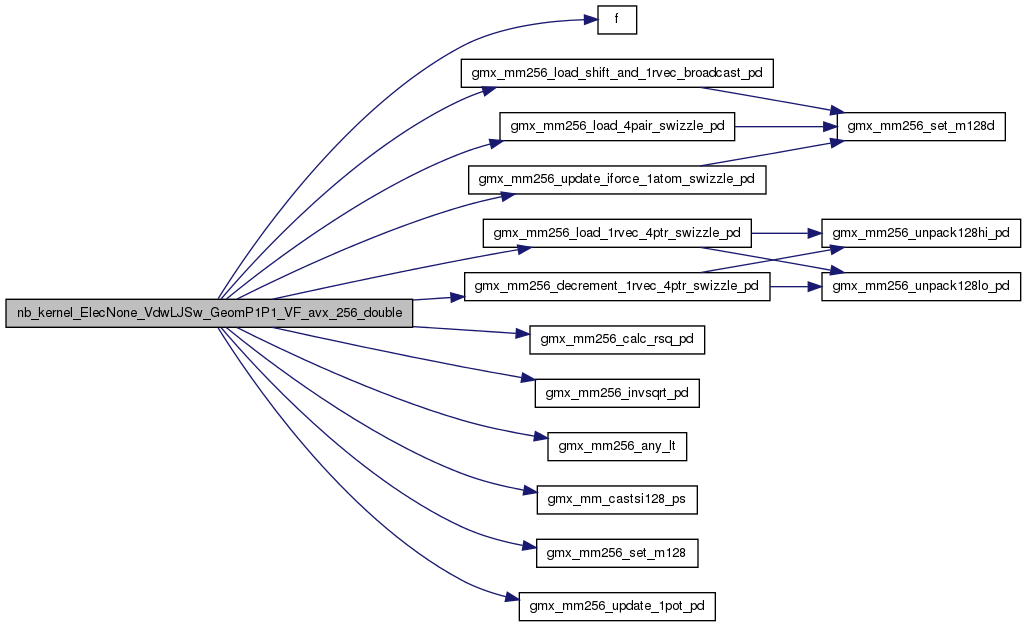 f
gmx_mm256_load_shift_and_1rvec_broadcast_pd
gmx_mm256_load_4pair_swizzle_pd
gmx_mm256_set_m128d
gmx_mm256_update_iforce_1atom_swizzle_pd
gmx_mm256_load_1rvec_4ptr_swizzle_pd
gmx_mm256_unpack128hi_pd
gmx_mm256_decrement_1rvec_4ptr_swizzle_pd
gmx_mm256_unpack128lo_pd
nb_kernel_ElecNone_VdwLJSw_GeomP1P1_VF_avx_256_double
gmx_mm256_calc_rsq_pd
gmx_mm256_invsqrt_pd
gmx_mm256_any_lt
gmx_mm_castsi128_ps
gmx_mm256_set_m128
gmx_mm256_update_1pot_pd